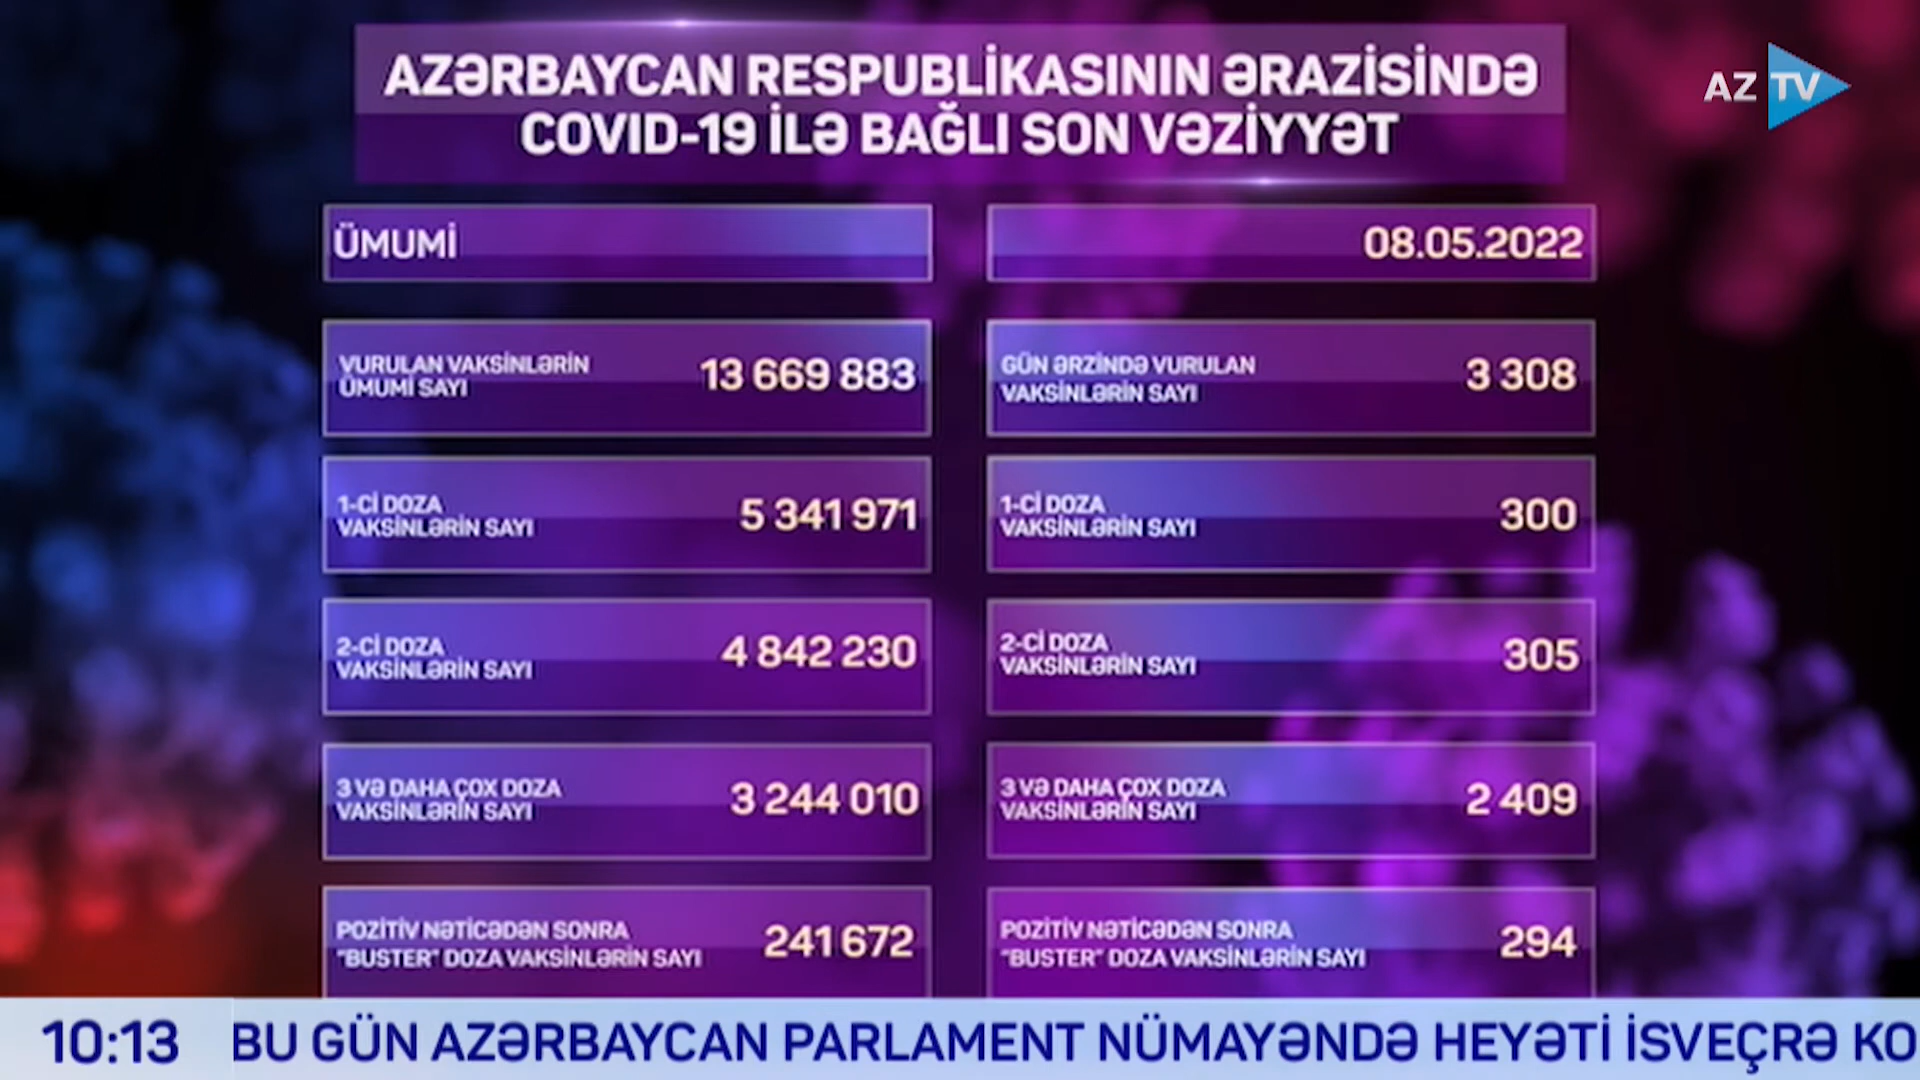 AZƏRBAYCAN RESPUBLİKASININ ƏRAZİSİNDƏ
COVID-19 İLƏ BAĞLI SON VƏZİYYƏT
AZ TV
ÜMUMİ
08.05.2022
VURULAN VAKSİNLƏRİN
ÜMUMİ SAYI
13 669 883
GÜN ƏRZİNDƏ VURULAN
VAKSİNLƏRİN SAYI
3 308
1-Cİ DOZA
VAKSİNLƏRİN SAYI
5 341 971
1-Cİ DOZA
VAKSİNLƏRİN SAYI
300
2-Cİ DOZA
VAKSİNLƏRİN SAYI
4 842 230
2-Cİ DOZA
VAKSİNLƏRİN SAYI
305
3 VƏ DAHA ÇOX DOZA
VAKSİNLƏRİN SAYI
3 244 010
3 VƏ DAHA ÇOX DOZA
VAKSİNLƏRİN SAYI
2 409
POZİTİV NƏTİCƏDƏN SONRA
"BUSTER" DOZA VAKSİNLƏRİN SAYI
241 672
POZİTİV NƏTİCƏDƏN SONRA
"BUSTER" DOZA VAKSİNLƏRİN SAYI
294
10:13
BU GÜN AZƏRBAYCAN PARLAMENT NÜMAYƏNDƏ HEYƏTİ İSVEÇRƏ KO